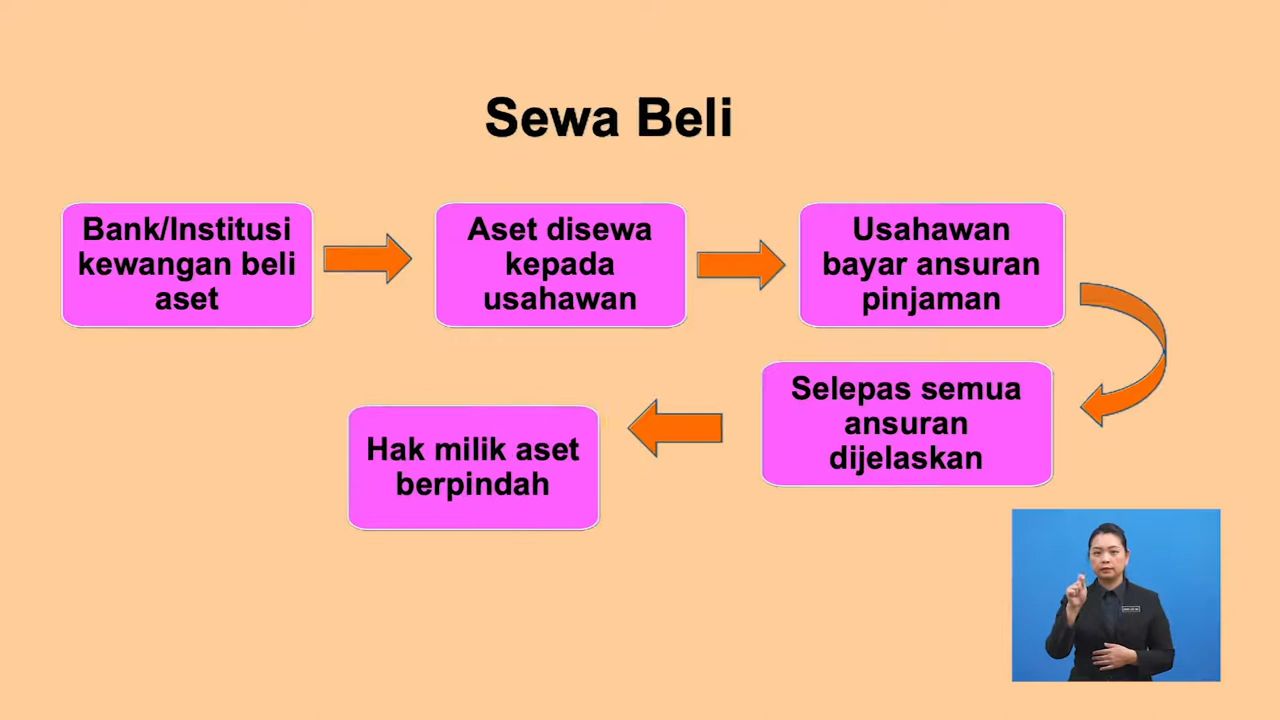 Sewa Beli
Bank/Institusi
kewangan beli
aset
Aset disewa
kepada
usahawan
Usahawan
bayar ansuran
pinjaman
Selepas semua
ansuran
dijelaskan
Hak milik aset
berpindah